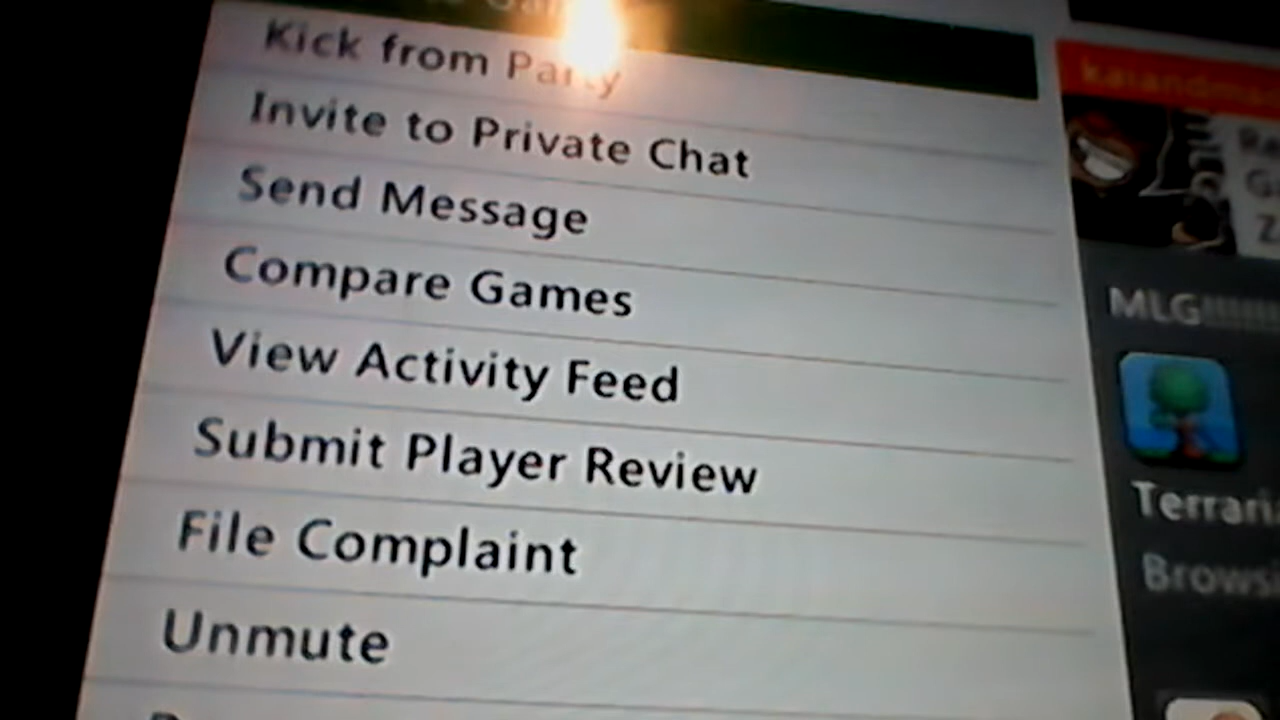 Kick from Party
Invite to Private Chat
Send Message
Compare Games
View Activity Feed
Submit Player Review
File Complaint
Unmute
MLG